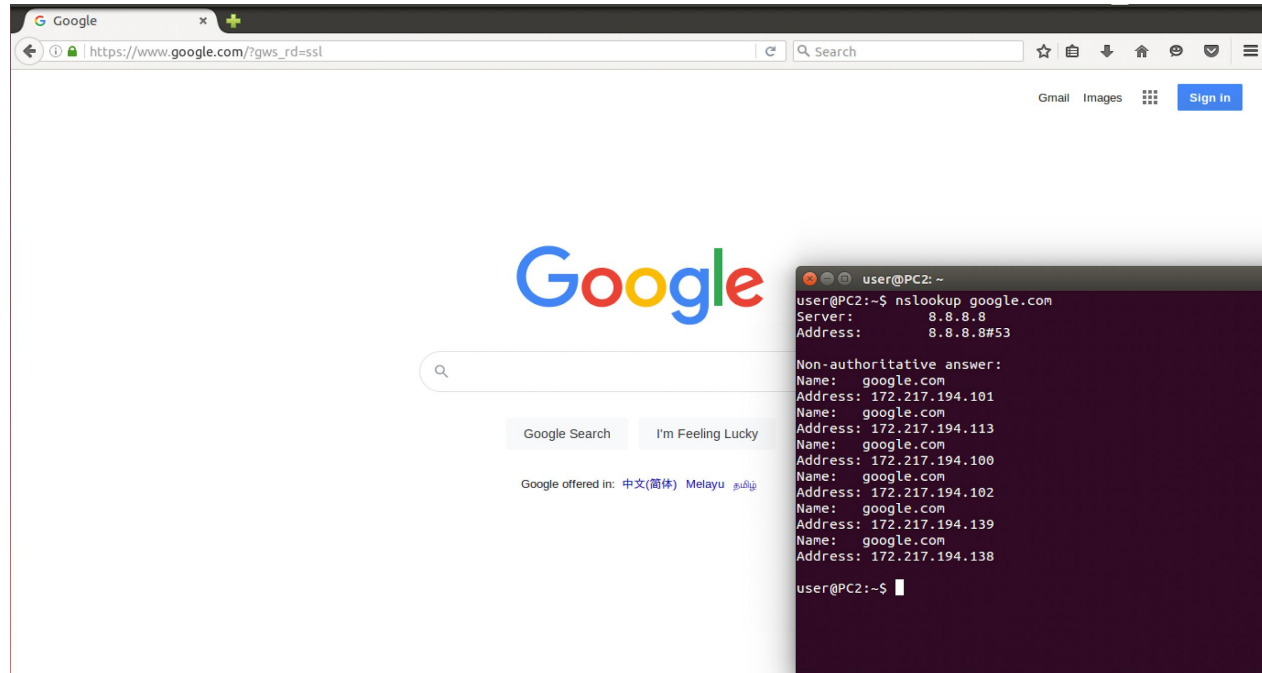 Google
https://www.google.com/?gws_rd=ssl
Search
Gmail Images
Sign in
Google
Google Search I'm Feeling Lucky
Google offered in: 中文(简体) Melayu தமிழ்
user@PC2: ~
user@PC2:~$ nslookup google.com
Server: 8.8.8.8
Address: 8.8.8.8#53
Non-authoritative answer:
Name: google.com
Address: 172.217.194.101
Name: google.com
Address: 172.217.194.113
Name: google.com
Address: 172.217.194.100
Name: google.com
Address: 172.217.194.102
Name: google.com
Address: 172.217.194.139
Name: google.com
Address: 172.217.194.138
user@PC2:~$